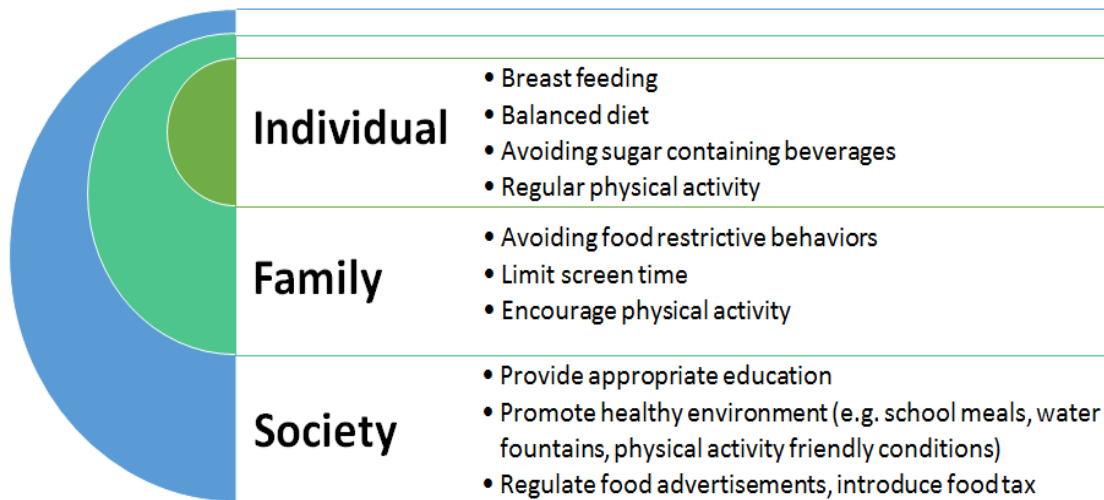 Individual
• Breast feeding
• Balanced diet
• Avoiding sugar containing beverages
• Regular physical activity
Family
• Avoiding food restrictive behaviors
• Limit screen time
• Encourage physical activity
Society
• Provide appropriate education
• Promote healthy environment (e.g. school meals, water
fountains, physical activity friendly conditions)
• Regulate food advertisements, introduce food tax